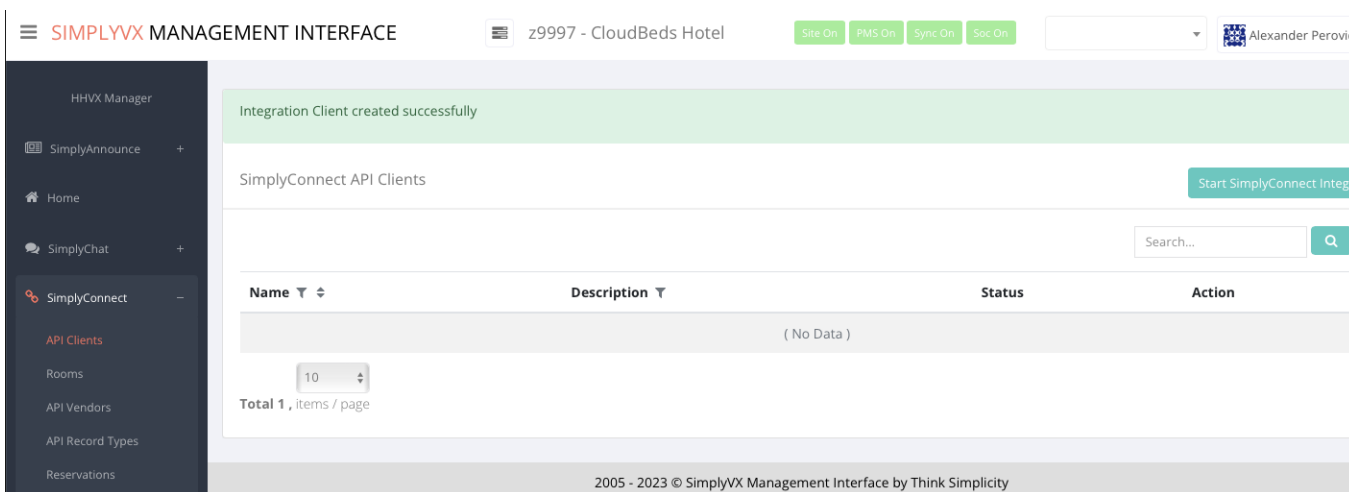 SIMPLYVX MANAGEMENT INTERFACE
z9997 - CloudBeds Hotel
Site On PMS On Sync On Soc On
Alexander Perovi
HHVX Manager
SimplyAnnounce +
Home
SimplyChat +
SimplyConnect −
API Clients
Rooms
API Vendors
API Record Types
Reservations
Integration Client created successfully
SimplyConnect API Clients
Start SimplyConnect Integ
Search...
Name Description Status Action
( No Data )
10
Total 1 , items / page
2005 - 2023 © SimplyVX Management Interface by Think Simplicity